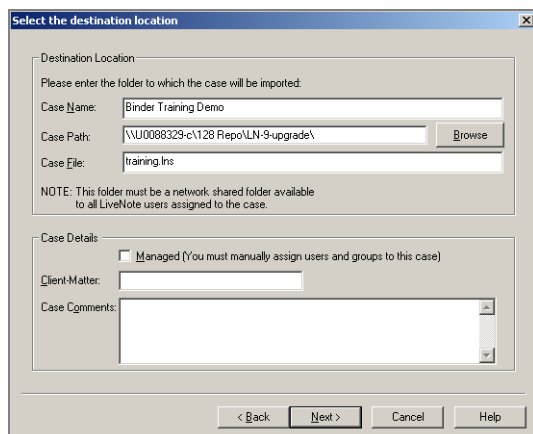 Select the destination location
Destination Location
Please enter the folder to which the case will be imported:
Case Name: Binder Training Demo
Case Path: \\U0088329-c\128 Repo\LN-9-upgrade\ Browse
Case File: training.lns
NOTE: This folder must be a network shared folder available
to all LiveNote users assigned to the case.
Case Details
Managed (You must manually assign users and groups to this case)
Client-Matter:
Case Comments:
< Back Next > Cancel Help